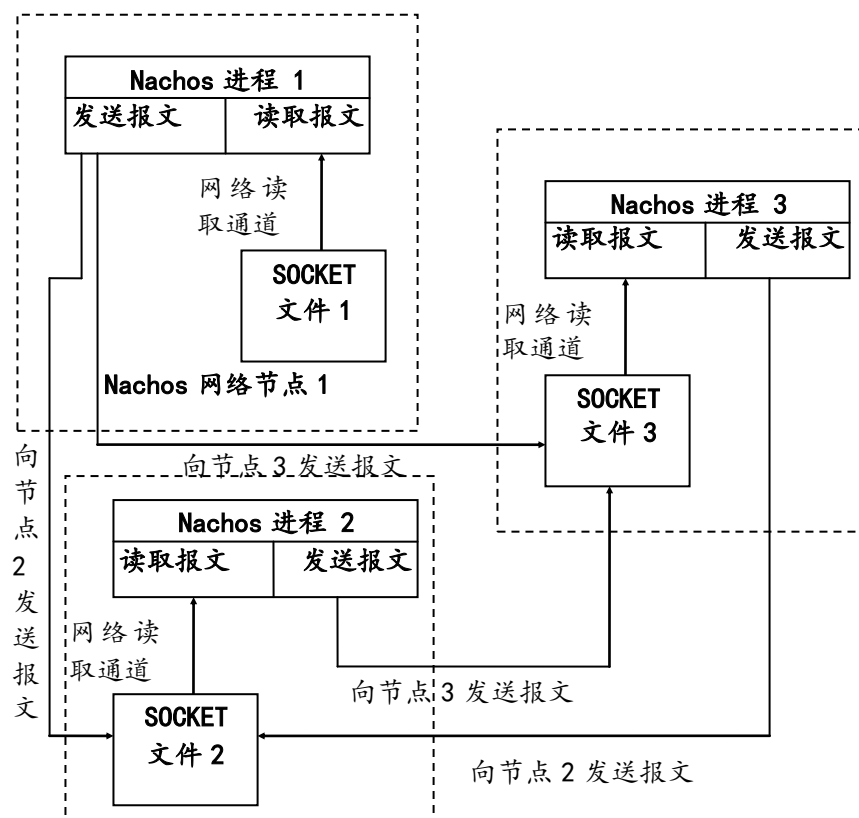 Nachos 进程 1
发送报文 读取报文
网络读
取通道
SOCKET
文件1
Nachos 网络节点1
Nachos 进程 3
读取报文 发送报文
网络读
取通道
SOCKET
文件3
向节点3发送报文
向
节
点
2
发
送
报
文
Nachos 进程 2
读取报文 发送报文
网络读
取通道
SOCKET
文件2
向节点3发送报文
向节点2发送报文